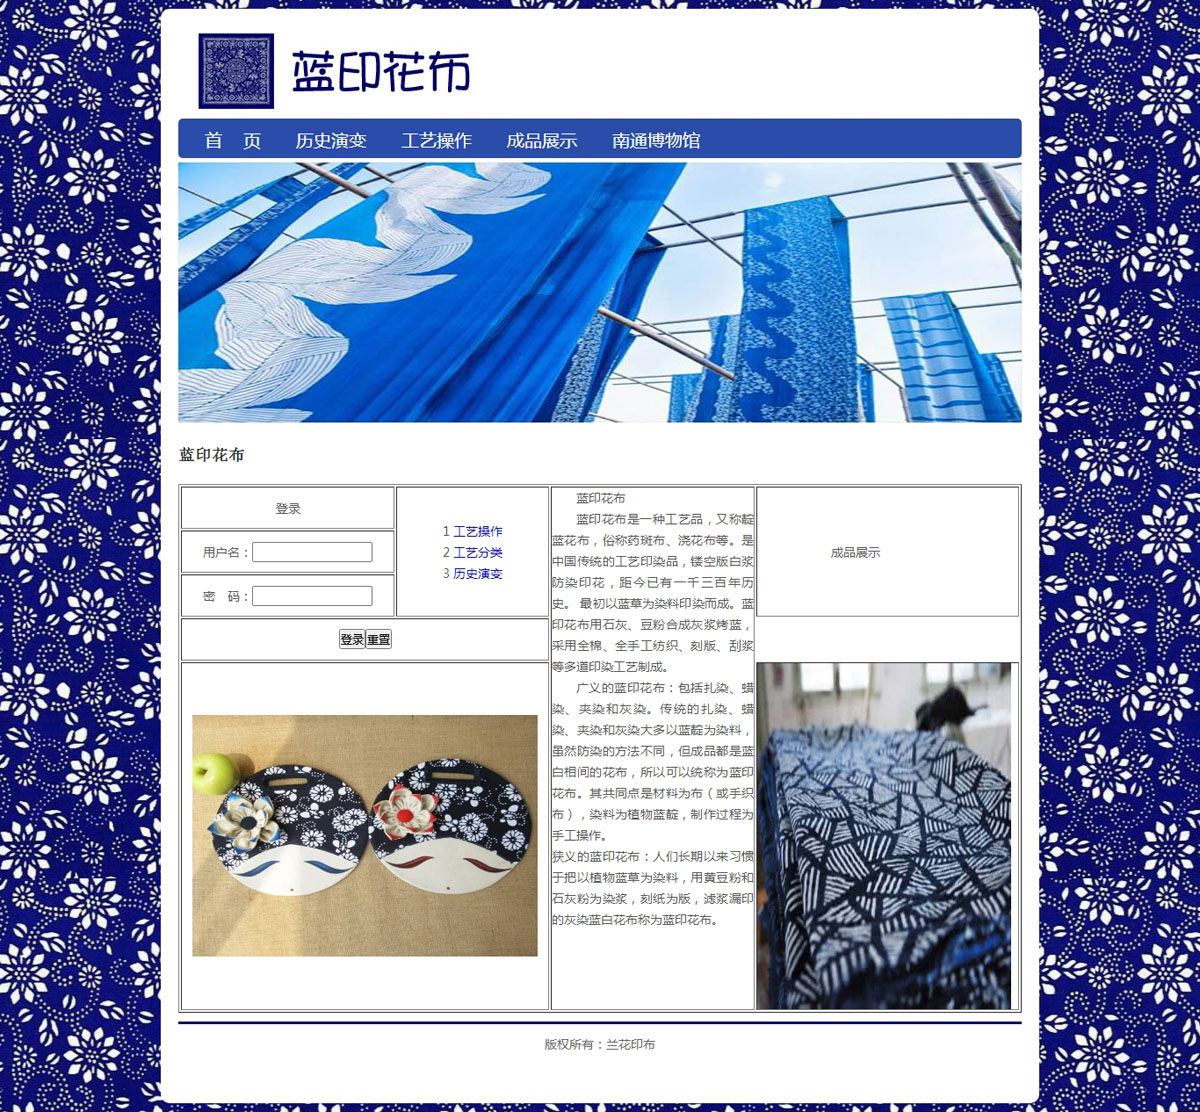 蓝印花布
首 页 历史演变 工艺操作 成品展示 南通博物馆
蓝印花布
登录
用户名：
密 码：
登录重置
1 工艺操作
2 工艺分类
3 历史演变
蓝印花布
蓝印花布是一种工艺品，又称靛
蓝花布，俗称药斑布、浇花布等。是
中国传统的工艺印染品，镂空版白浆
防染印花，距今已有一千三百年历
史。 最初以蓝草为染料印染而成。蓝
印花布用石灰、豆粉合成灰浆烤蓝，
采用全棉、全手工纺织、刻版、刮浆
等多道印染工艺制成。
广义的蓝印花布：包括扎染、蜡
染、夹染和灰染。传统的扎染、蜡
染、夹染和灰染大多以蓝靛为染料，
虽然防染的方法不同，但成品都是蓝
白相间的花布，所以可以统称为蓝印
花布。其共同点是材料为布（或手织
布），染料为植物蓝靛，制作过程为
手工操作。
狭义的蓝印花布：人们长期以来习惯
于把以植物蓝草为染料，用黄豆粉和
石灰粉为染浆，刻纸为版，滤浆漏印
的灰染蓝白花布称为蓝印花布。
成品展示
版权所有：兰花印布